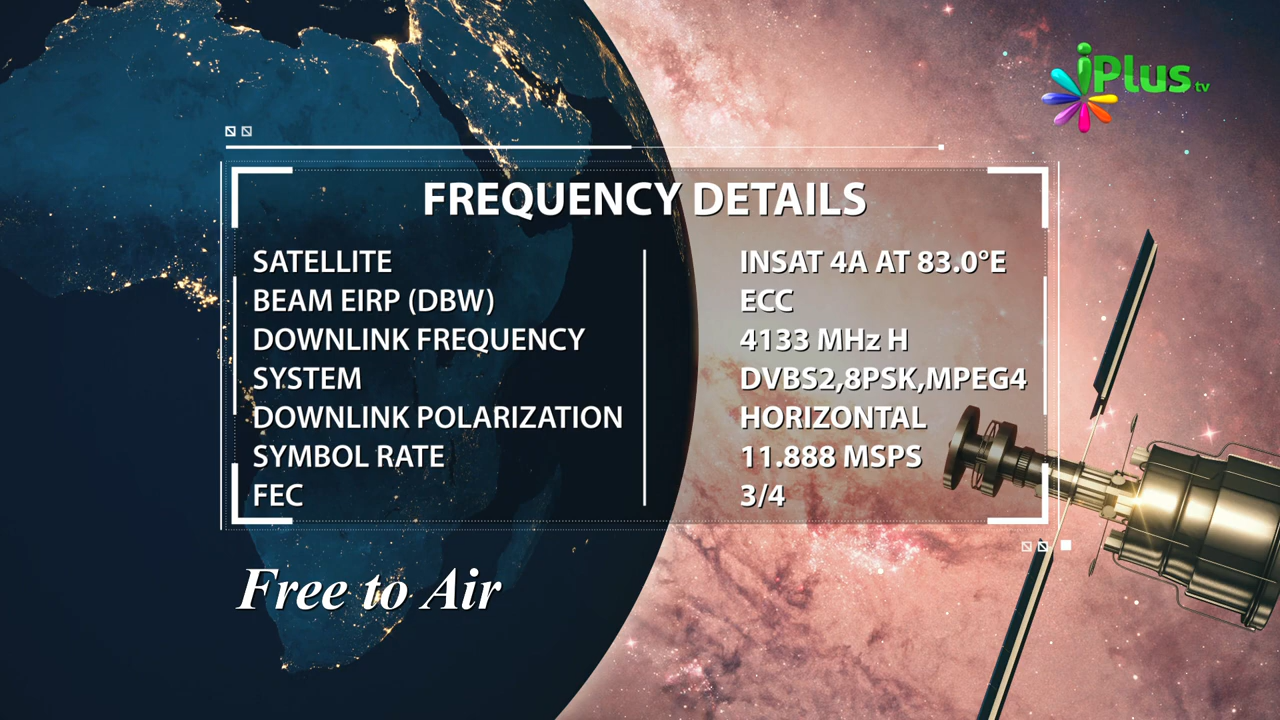 iPlus tv
FREQUENCY DETAILS
SATELLITE INSAT 4A AT 83.0°E
BEAM EIRP (DBW) ECC
DOWNLINK FREQUENCY 4133 MHz H
SYSTEM DVBS2,8PSK,MPEG4
DOWNLINK POLARIZATION HORIZONTAL
SYMBOL RATE 11.888 MSPS
FEC 3/4
Free to Air